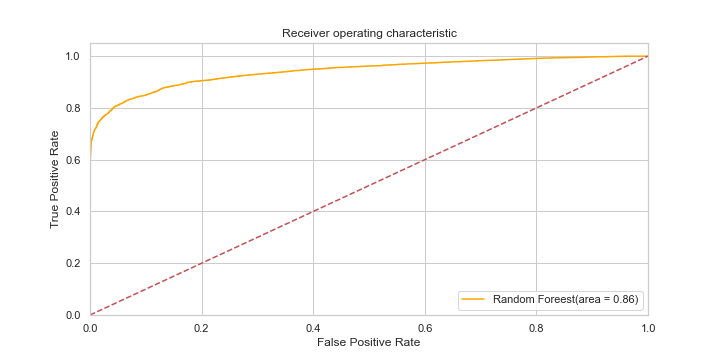 Receiver operating characteristic
True Positive Rate
1.0
0.8
0.6
0.4
0.2
0.0
0.0 0.2 0.4 0.6 0.8 1.0
False Positive Rate
Random Foreest(area = 0.86)